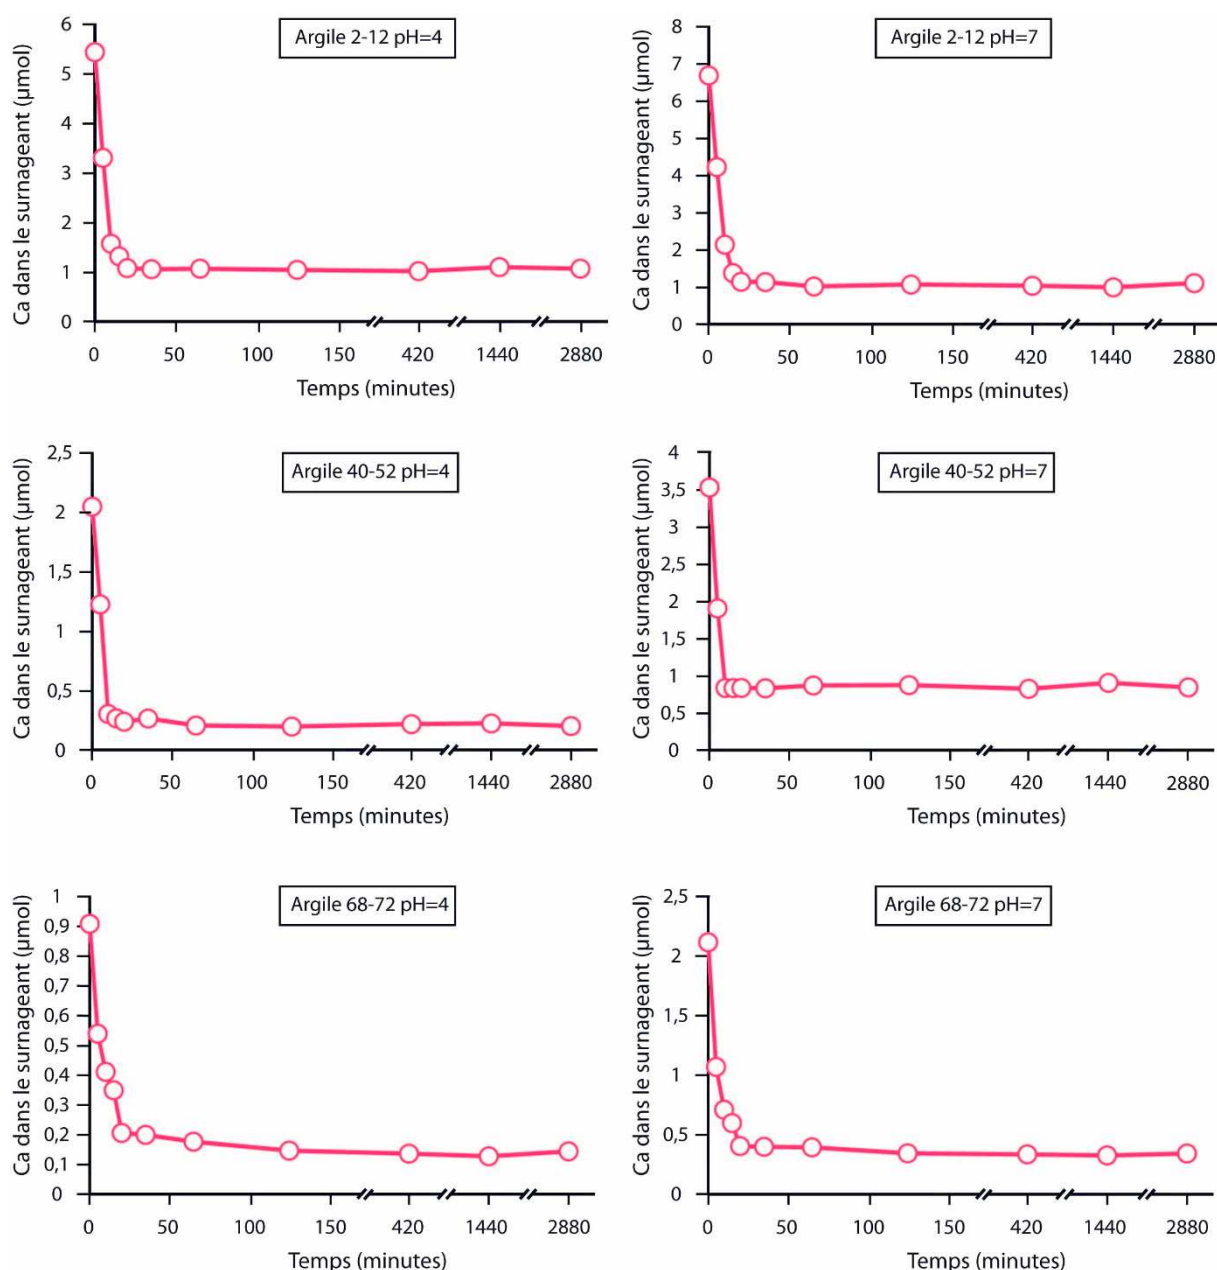 Argile 2-12 pH=4
Ca dans le surnageant (µmol)
6
5
4
3
2
1
0
0 50 100 150 420 1440 2880
Temps (minutes)
Argile 2-12 pH=7
Ca dans le surnageant (µmol)
8
7
6
5
4
3
2
1
0
0 50 100 150 420 1440 2880
Temps (minutes)
Argile 40-52 pH=4
Ca dans le surnageant (µmol)
2,5
2
1,5
1
0,5
0
0 50 100 150 420 1440 2880
Temps (minutes)
Argile 40-52 pH=7
Ca dans le surnageant (µmol)
4
3,5
3
2,5
2
1,5
1
0,5
0
0 50 100 150 420 1440 2880
Temps (minutes)
Argile 68-72 pH=4
Ca dans le surnageant (µmol)
1
0,9
0,8
0,7
0,6
0,5
0,4
0,3
0,2
0,1
0
0 50 100 150 420 1440 2880
Temps (minutes)
Argile 68-72 pH=7
Ca dans le surnageant (µmol)
2,5
2
1,5
1
0,5
0
0 50 100 150 420 1440 2880
Temps (minutes)